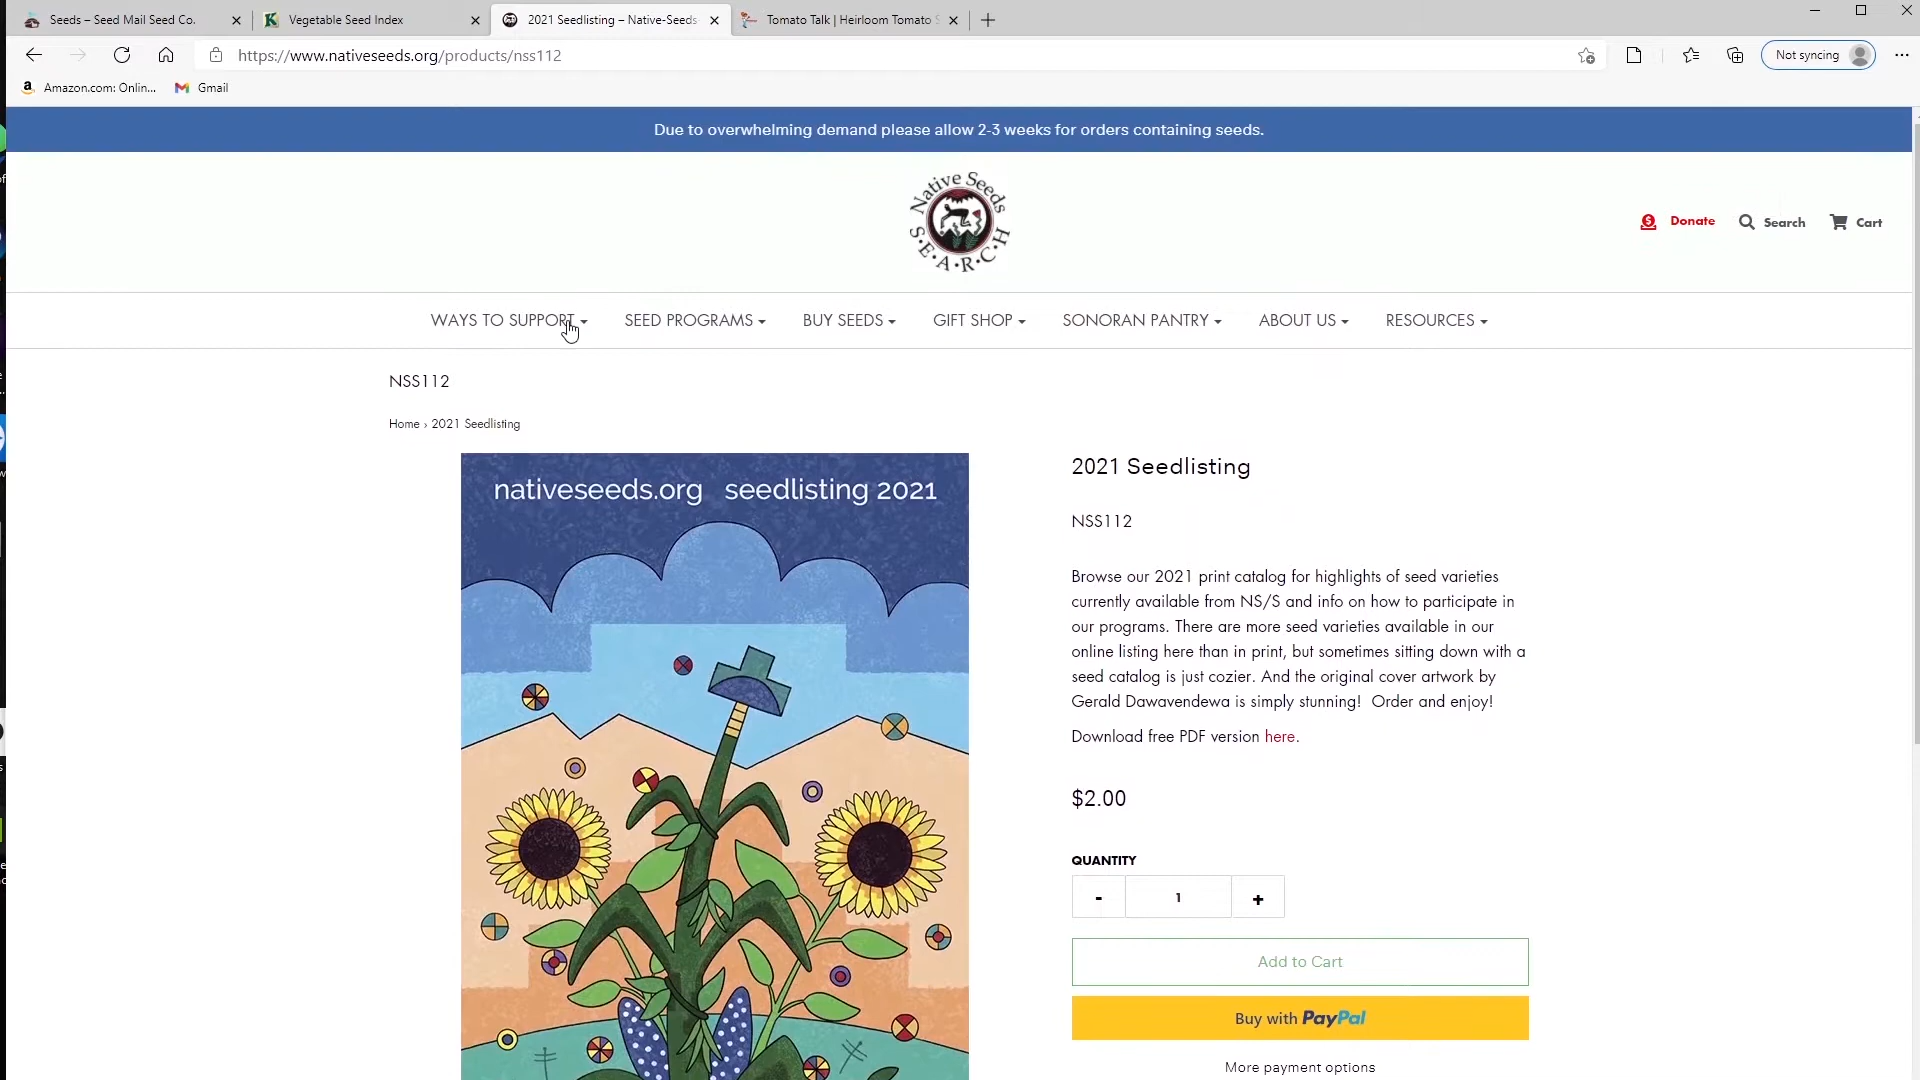 Seeds – Seed Mail Seed Co.
Vegetable Seed Index
2021 Seedlisting – Native-Seeds-
Tomato Talk | Heirloom Tomato S
https://www.nativeseeds.org/products/nss112
Not syncing
Amazon.com: Onlin...
Gmail
Due to overwhelming demand please allow 2-3 weeks for orders containing seeds.
Native Seeds
S·E·A·R·C·H
Donate
Search
Cart
WAYS TO SUPPORT
SEED PROGRAMS
BUY SEEDS
GIFT SHOP
SONORAN PANTRY
ABOUT US
RESOURCES
NSS112
Home › 2021 Seedlisting
nativeseeds.org seedlisting 2021
2021 Seedlisting
NSS112
Browse our 2021 print catalog for highlights of seed varieties
currently available from NS/S and info on how to participate in
our programs. There are more seed varieties available in our
online listing here than in print, but sometimes sitting down with a
seed catalog is just cozier. And the original cover artwork by
Gerald Dawavendewa is simply stunning! Order and enjoy!
Download free PDF version here.
$2.00
QUANTITY
- 1 +
Add to Cart
Buy with PayPal
More payment options